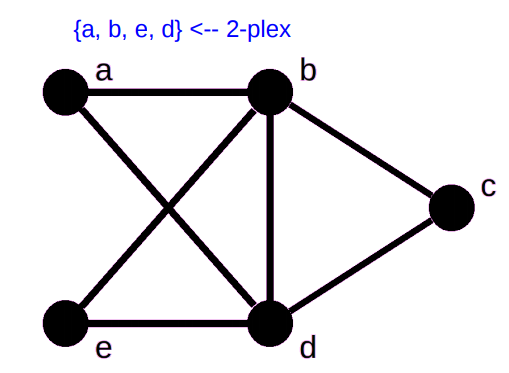 {a, b, e, d} <-- 2-plex
a
b
c
e
d